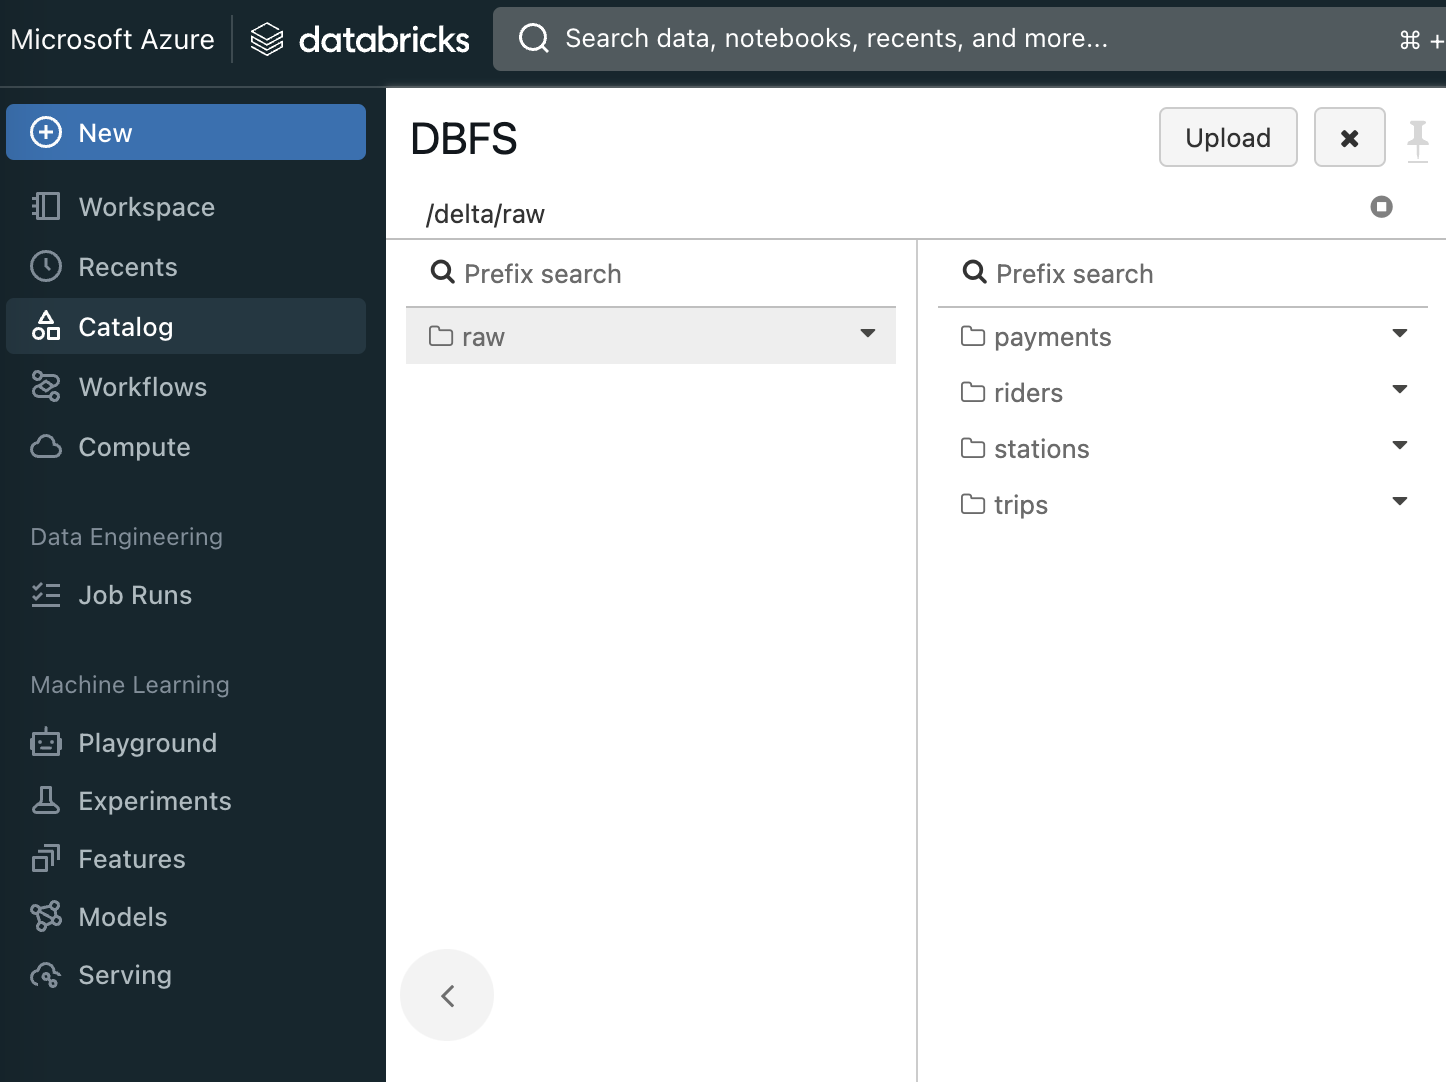 Microsoft Azure
databricks
Search data, notebooks, recents, and more...
⌘ +
New
Workspace
Recents
Catalog
Workflows
Compute
Data Engineering
Job Runs
Machine Learning
Playground
Experiments
Features
Models
Serving
DBFS
Upload
/delta/raw
Prefix search
raw
Prefix search
payments
riders
stations
trips